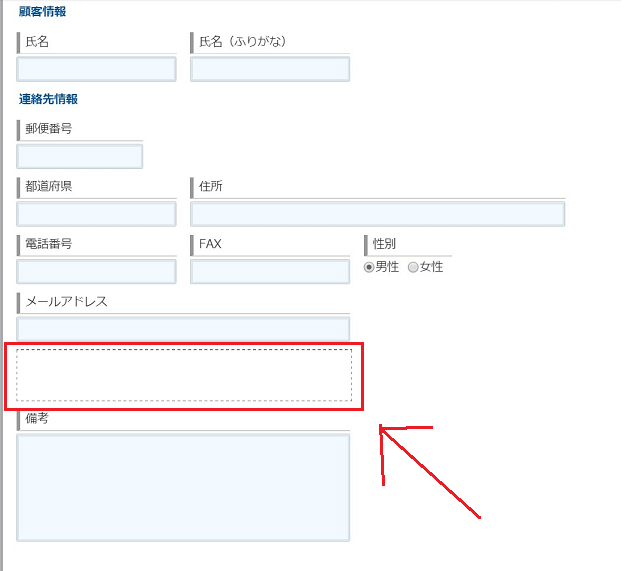 顧客情報
氏名 氏名（ふりがな）
連絡先情報
郵便番号
都道府県 住所
電話番号 FAX 性別
男性 女性
メールアドレス
備考